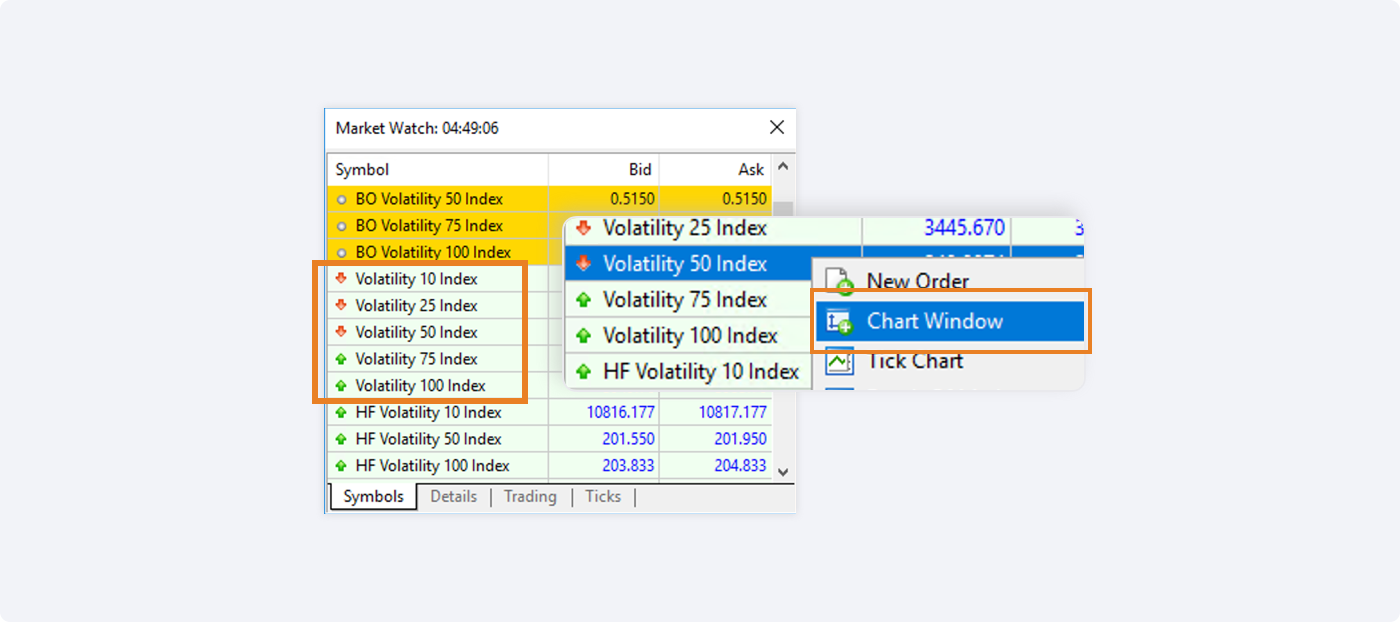 Market Watch: 04:49:06
Symbol Bid Ask
BO Volatility 50 Index 0.5150 0.5150
BO Volatility 75 Index
BO Volatility 100 Index
Volatility 10 Index
Volatility 25 Index
Volatility 50 Index
Volatility 75 Index
Volatility 100 Index
HF Volatility 10 Index 10816.177 10817.177
HF Volatility 50 Index 201.550 201.950
HF Volatility 100 Index 203.833 204.833
Symbols Details Trading Ticks
Volatility 25 Index 3445.670 3
Volatility 50 Index
Volatility 75 Index
Volatility 100 Index
HF Volatility 10 Index
New Order
Chart Window
Tick Chart